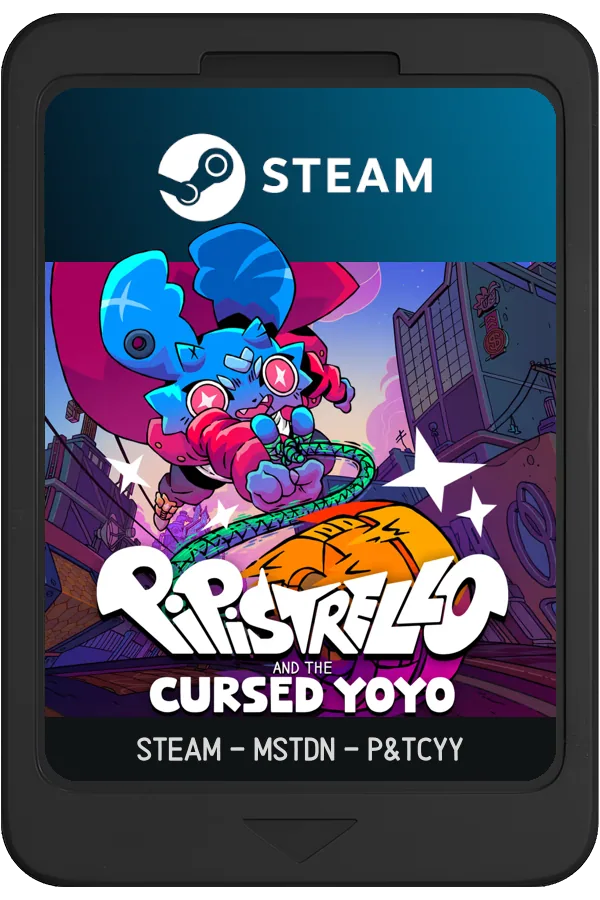 STEAM
PIPISTRELLO
AND THE
CURSED YOYO
STEAM – MSTDN – P&TCYY